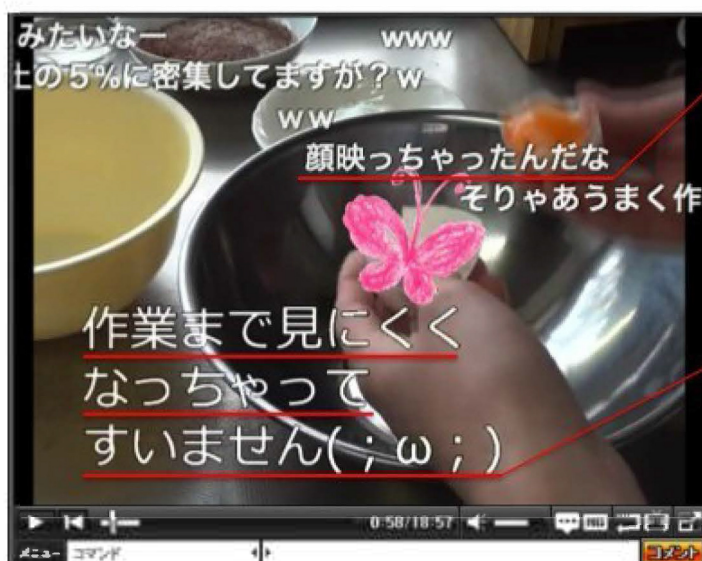 みたいなー
www
土の5%に密集してますが？w
ww
顔映っちゃったんだな
そりゃあうまく作
作業まで見にくく
なっちゃって
すいません(；ω；)
0:58/18:57
メニュー
コマンド
コメント